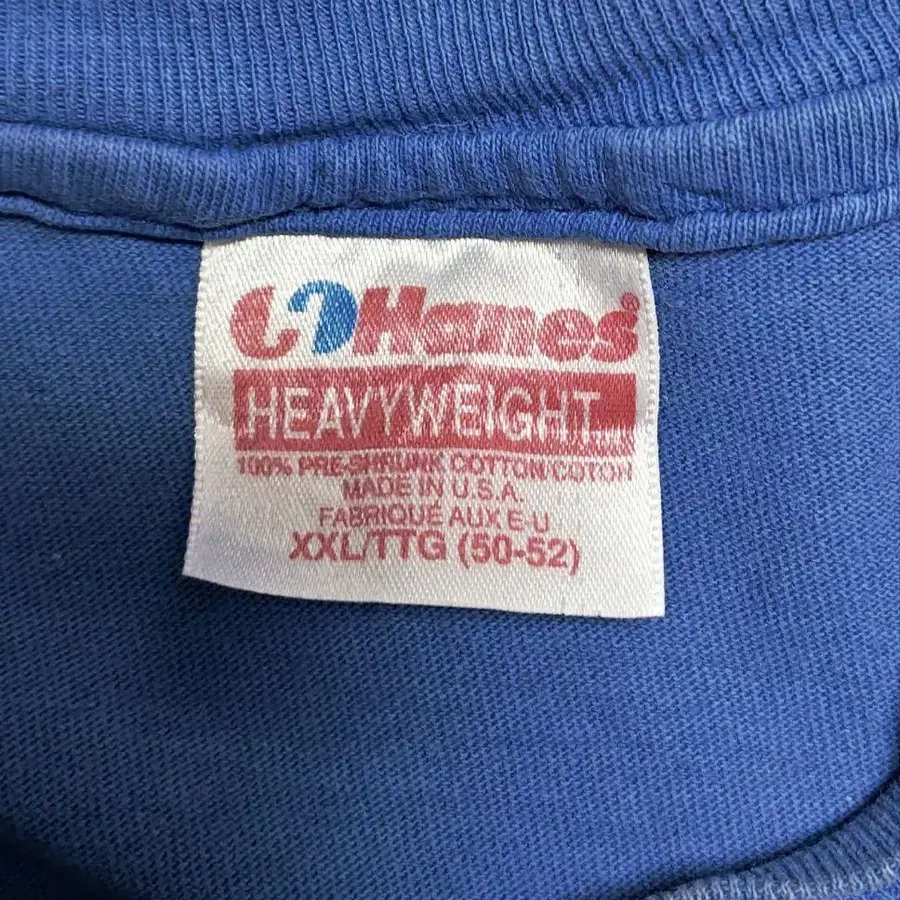 Hanes®
HEAVYWEIGHT
100% PRE-SHRUNK COTTON/COTON
MADE IN U.S.A.
FABRIQUÉ AUX E-U
XXL/TTG (50-52)